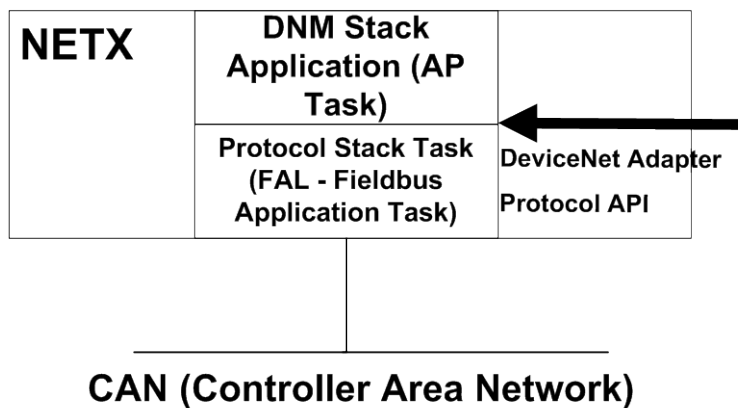 NETX
DNM Stack
Application (AP
Task)
Protocol Stack Task
(FAL - Fieldbus
Application Task)
DeviceNet Adapter
Protocol API
CAN (Controller Area Network)